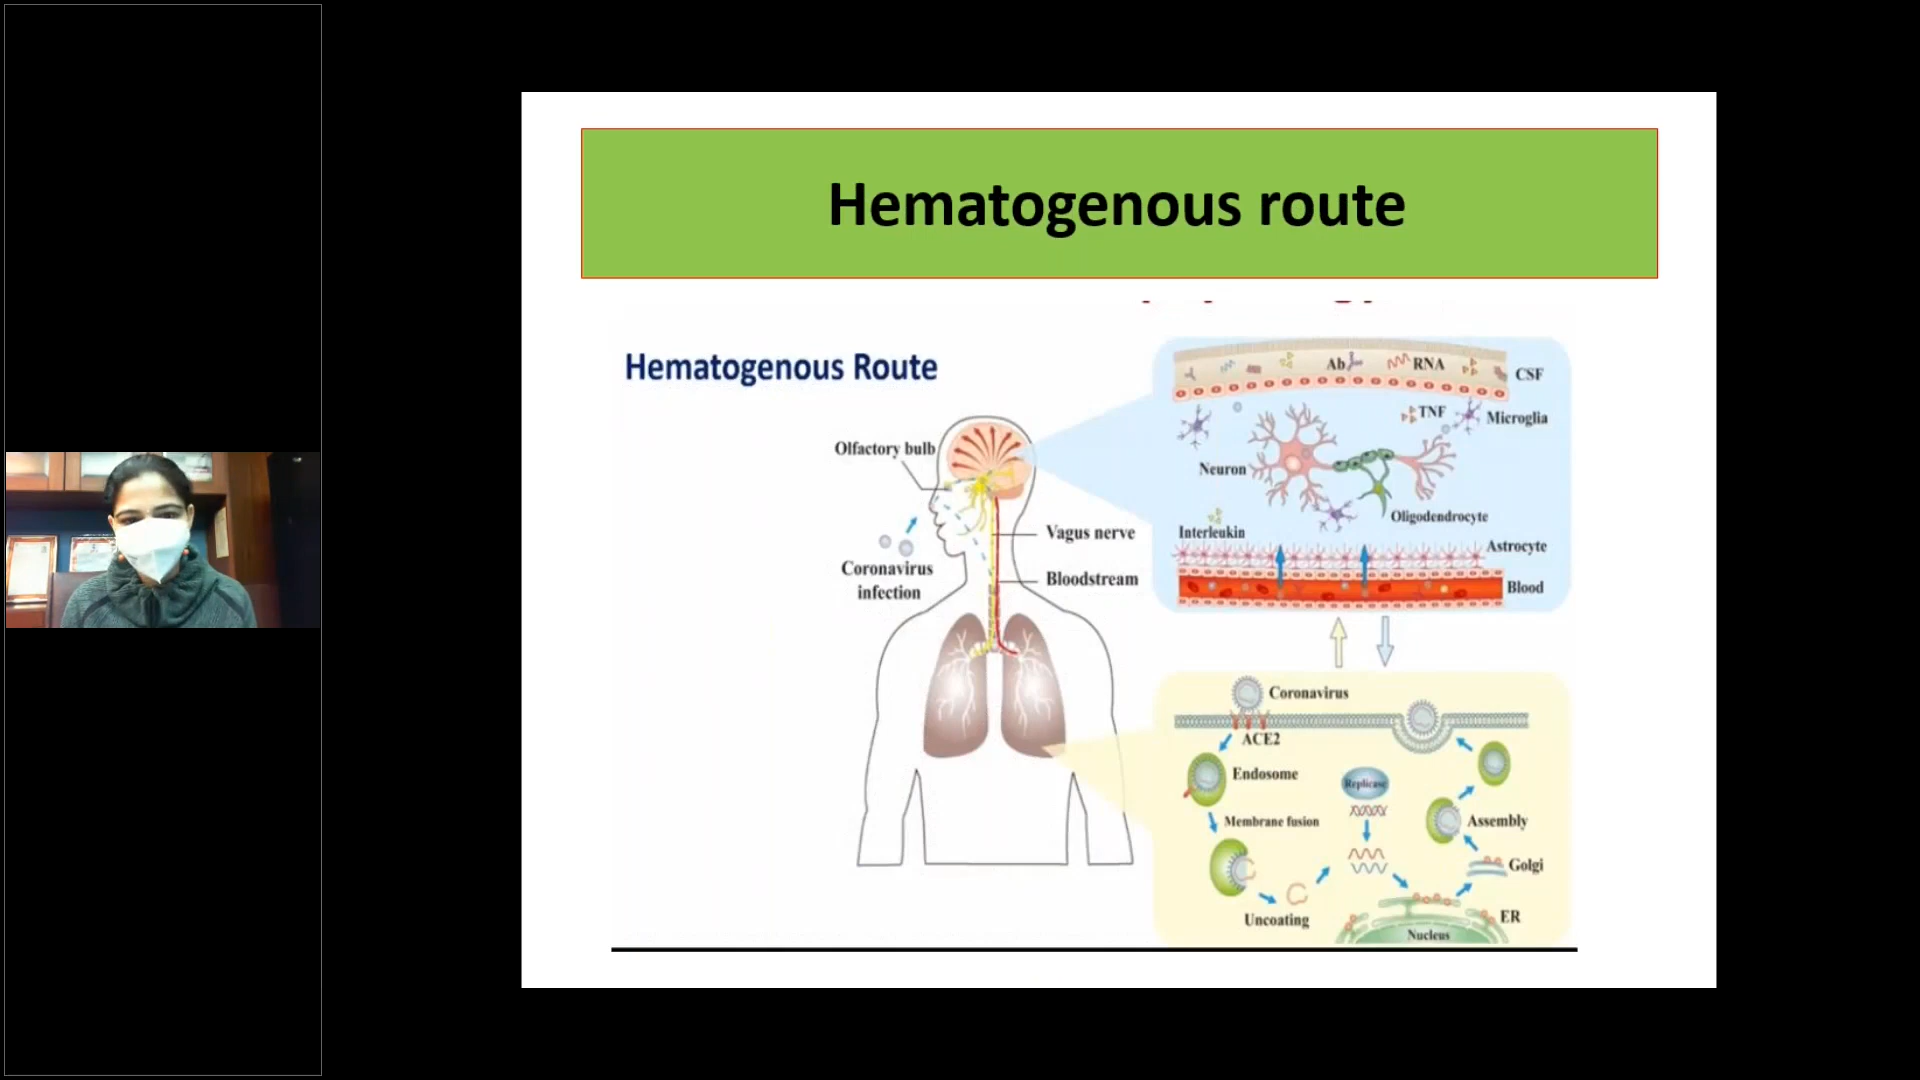 Hematogenous route
Hematogenous Route
Olfactory bulb
Coronavirus
infection
Vagus nerve
Bloodstream
Ab
RNA
CSF
TNF
Microglia
Neuron
Oligodendrocyte
Interleukin
Astrocyte
Blood
Coronavirus
ACE2
Endosome
Replicase
Membrane fusion
Assembly
Golgi
Uncoating
ER
Nucleus